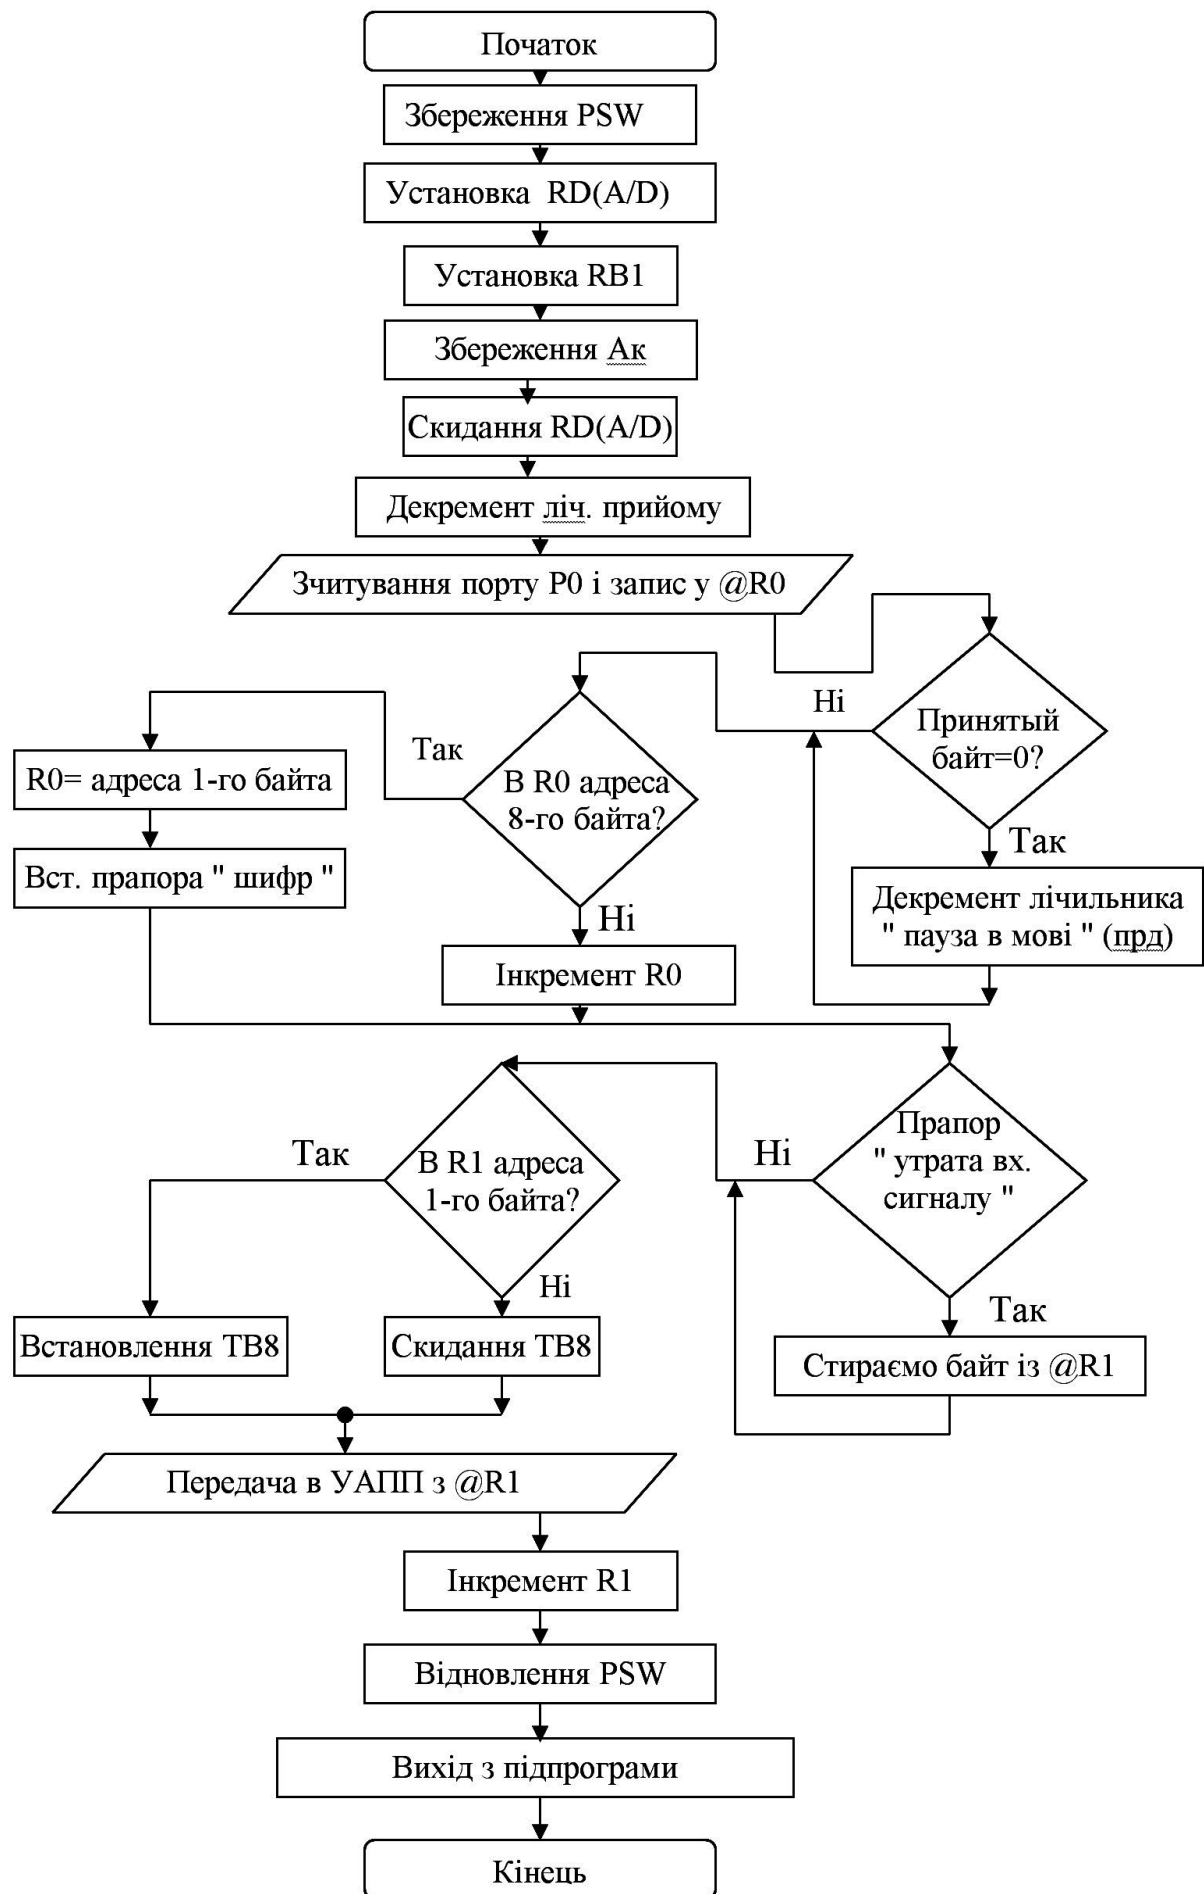 Початок
Збереження PSW
Установка RD(A/D)
Установка RB1
Збереження Ак
Скидання RD(A/D)
Декремент ліч. прийому
Зчитування порту P0 і запис у @R0
Принятый
байт=0?
Ні
Так
Декремент лічильника
" пауза в мові " (прд)
В R0 адреса
8-го байта?
Так
R0= адреса 1-го байта
Вст. прапора " шифр "
Ні
Інкремент R0
Прапор
" утрата вх.
сигналу "
Ні
Так
Стираємо байт із @R1
В R1 адреса
1-го байта?
Так
Ні
Встановлення TB8
Скидання TB8
Передача в УАПП з @R1
Інкремент R1
Відновлення PSW
Вихід з підпрограми
Кінець